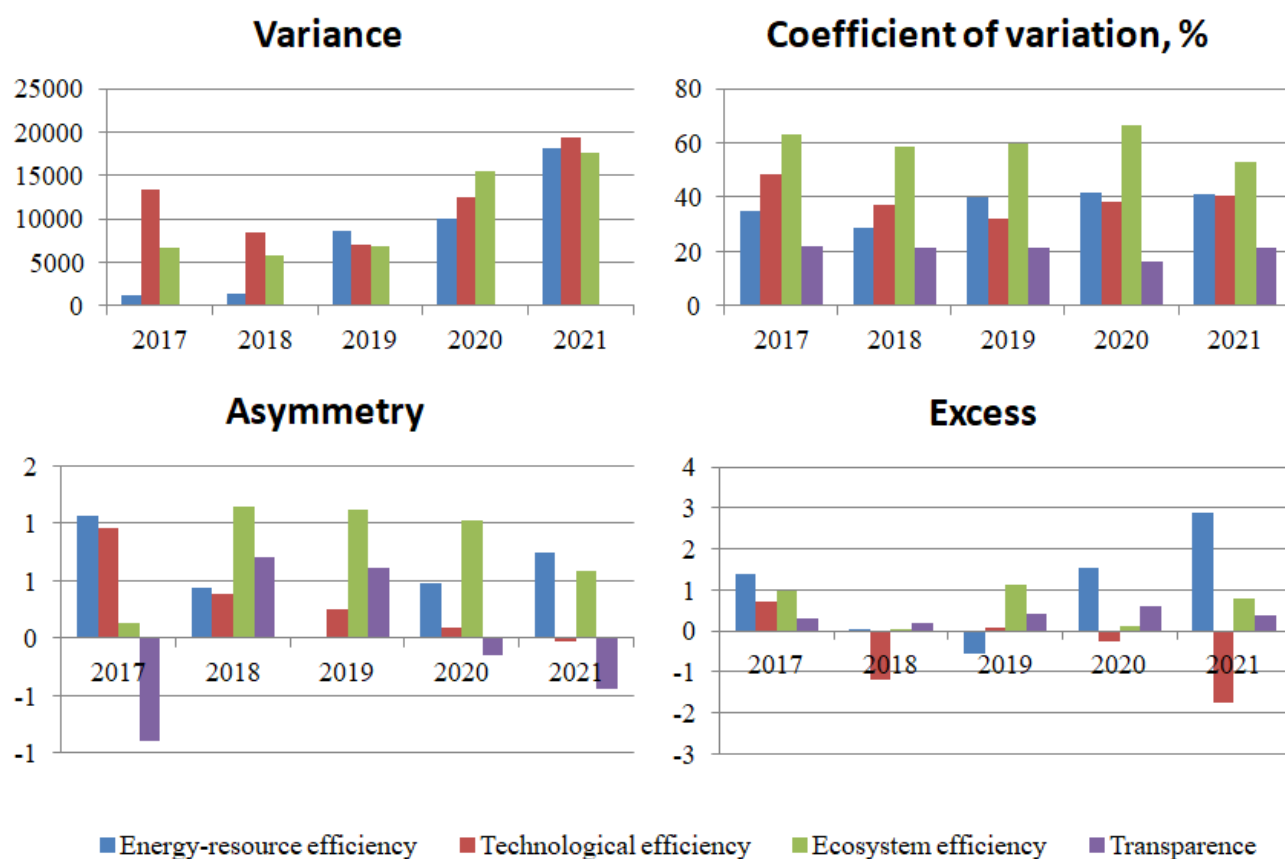 Variance
25000
20000
15000
10000
5000
0
2017 2018 2019 2020 2021
Coefficient of variation, %
80
60
40
20
0
2017 2018 2019 2020 2021
Asymmetry
2
1
1
0
-1
-1
2017 2018 2019 2020 2021
Excess
4
3
2
1
0
-1
-2
-3
2017 2018 2019 2020 2021
Energy-resource efficiency Technological efficiency Ecosystem efficiency Transparence